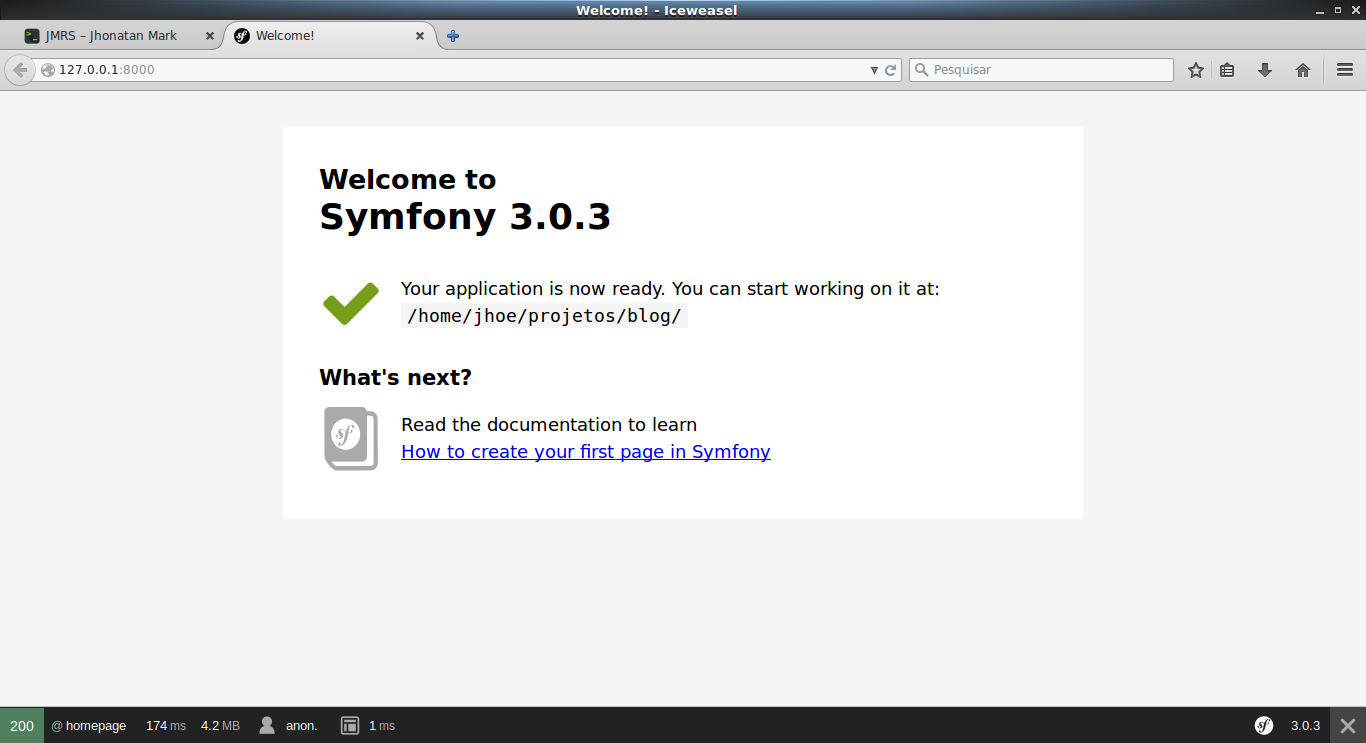 Welcome! - Iceweasel
JMRS – Jhonatan Mark
Welcome!
127.0.0.1:8000
Pesquisar
Welcome to
Symfony 3.0.3
Your application is now ready. You can start working on it at:
/home/jhoe/projetos/blog/
What's next?
sf
Read the documentation to learn
How to create your first page in Symfony
200 @ homepage 174 ms 4.2 MB anon. 1 ms sf 3.0.3